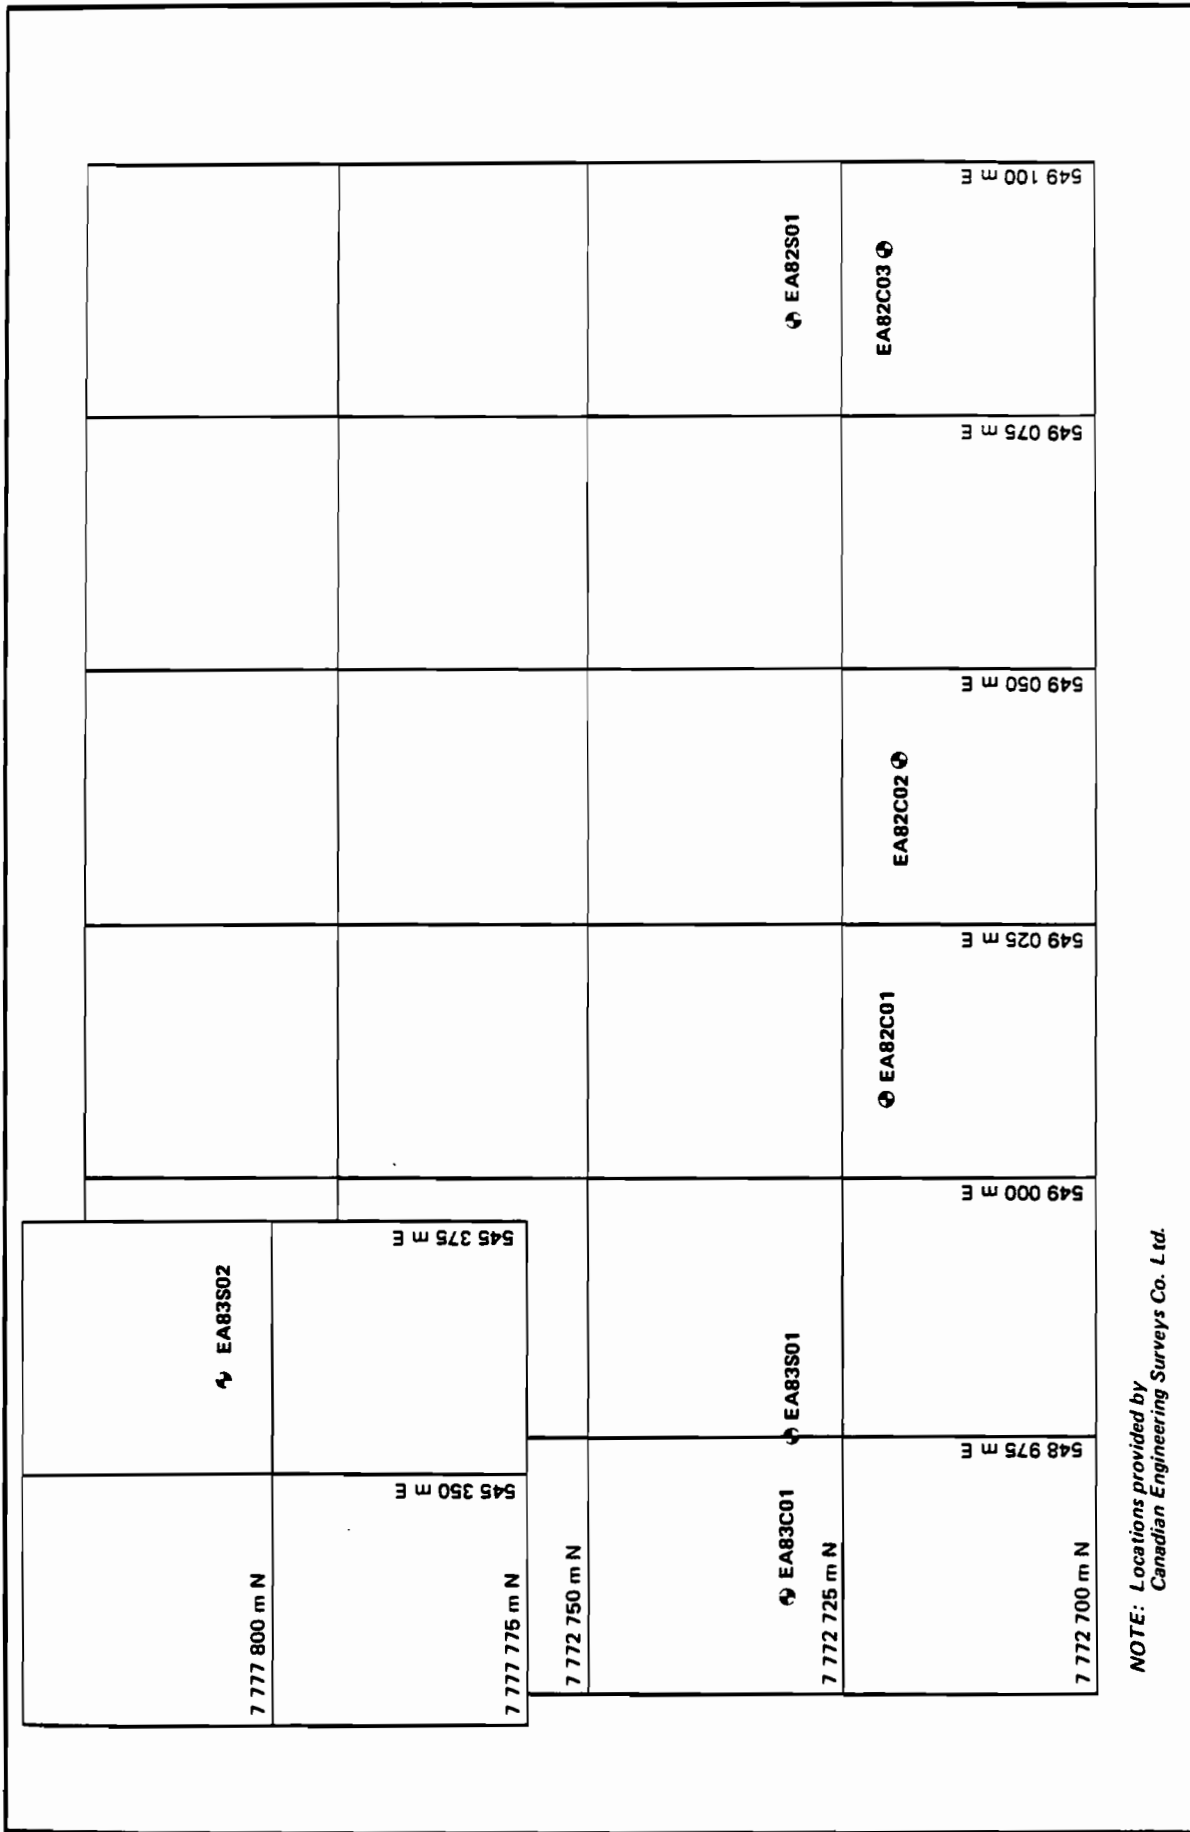 7 777 800 m N
7 777 775 m N
545 350 m E
545 375 m E
EA83S02
7 772 750 m N
7 772 725 m N
7 772 700 m N
EA83C01
EA83S01
EA82C01
EA82C02
EA82S01
EA82C03
548 975 m E
549 000 m E
549 025 m E
549 050 m E
549 075 m E
549 100 m E
NOTE: Locations provided by
Canadian Engineering Surveys Co. Ltd.